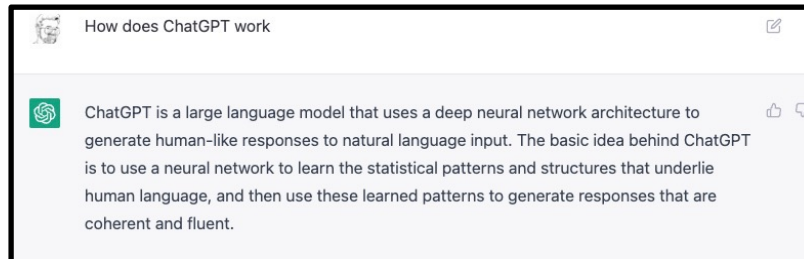 How does ChatGPT work
ChatGPT is a large language model that uses a deep neural network architecture to
generate human-like responses to natural language input. The basic idea behind ChatGPT
is to use a neural network to learn the statistical patterns and structures that underlie
human language, and then use these learned patterns to generate responses that are
coherent and fluent.